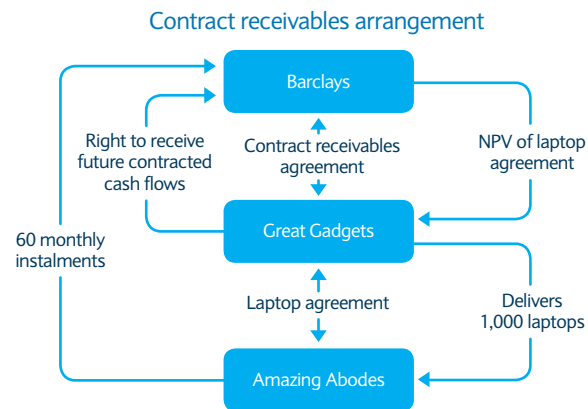 Contract receivables arrangement
Barclays
Right to receive
future contracted
cash flows
Contract receivables
agreement
NPV of laptop
agreement
Great Gadgets
60 monthly
instalments
Laptop agreement
Delivers
1,000 laptops
Amazing Abodes